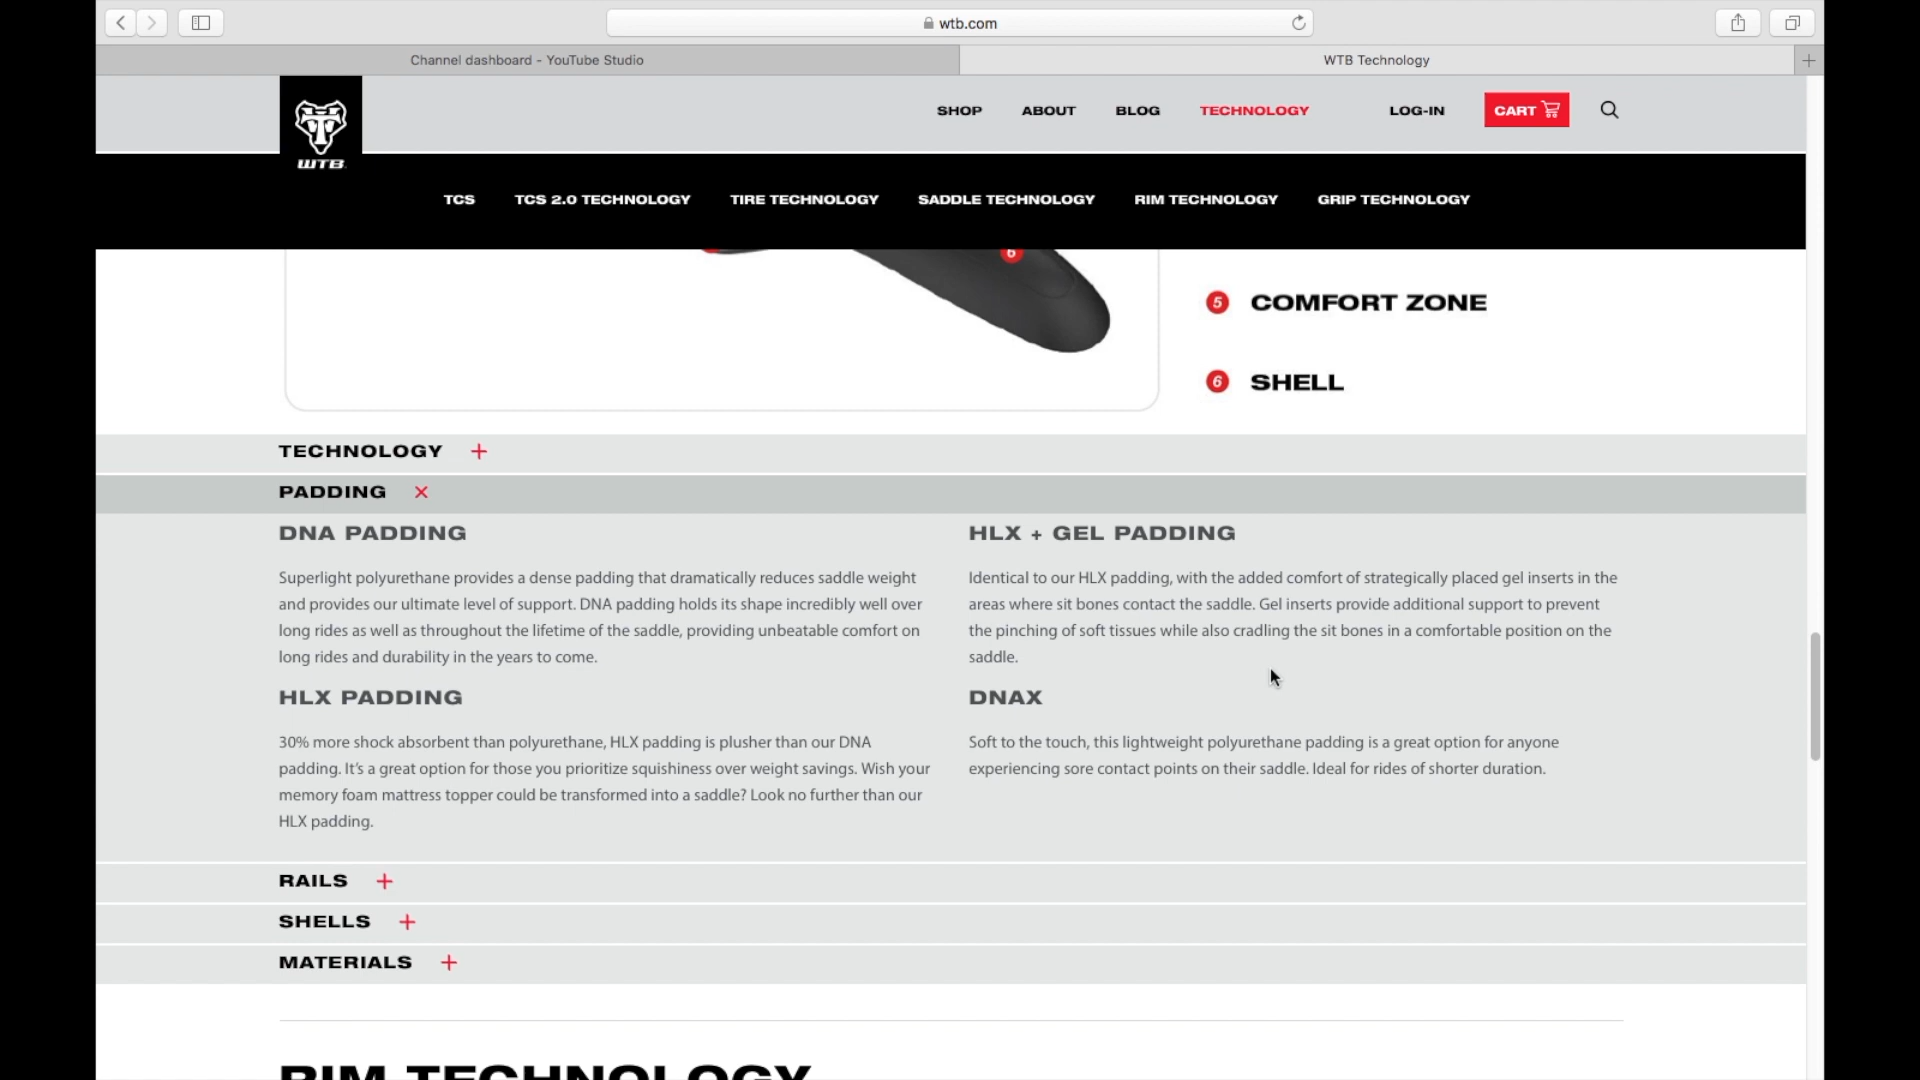 wtb.com
Channel dashboard - YouTube Studio
WTB Technology
WTB
SHOP
ABOUT
BLOG
TECHNOLOGY
LOG-IN
CART
TCS
TCS 2.0 TECHNOLOGY
TIRE TECHNOLOGY
SADDLE TECHNOLOGY
RIM TECHNOLOGY
GRIP TECHNOLOGY
6
5 COMFORT ZONE
6 SHELL
TECHNOLOGY +
PADDING ×
DNA PADDING
Superlight polyurethane provides a dense padding that dramatically reduces saddle weight
and provides our ultimate level of support. DNA padding holds its shape incredibly well over
long rides as well as throughout the lifetime of the saddle, providing unbeatable comfort on
long rides and durability in the years to come.
HLX PADDING
30% more shock absorbent than polyurethane, HLX padding is plusher than our DNA
padding. It’s a great option for those you prioritize squishiness over weight savings. Wish your
memory foam mattress topper could be transformed into a saddle? Look no further than our
HLX padding.
HLX + GEL PADDING
Identical to our HLX padding, with the added comfort of strategically placed gel inserts in the
areas where sit bones contact the saddle. Gel inserts provide additional support to prevent
the pinching of soft tissues while also cradling the sit bones in a comfortable position on the
saddle.
DNAX
Soft to the touch, this lightweight polyurethane padding is a great option for anyone
experiencing sore contact points on their saddle. Ideal for rides of shorter duration.
RAILS +
SHELLS +
MATERIALS +
RIM TECHNOLOGY